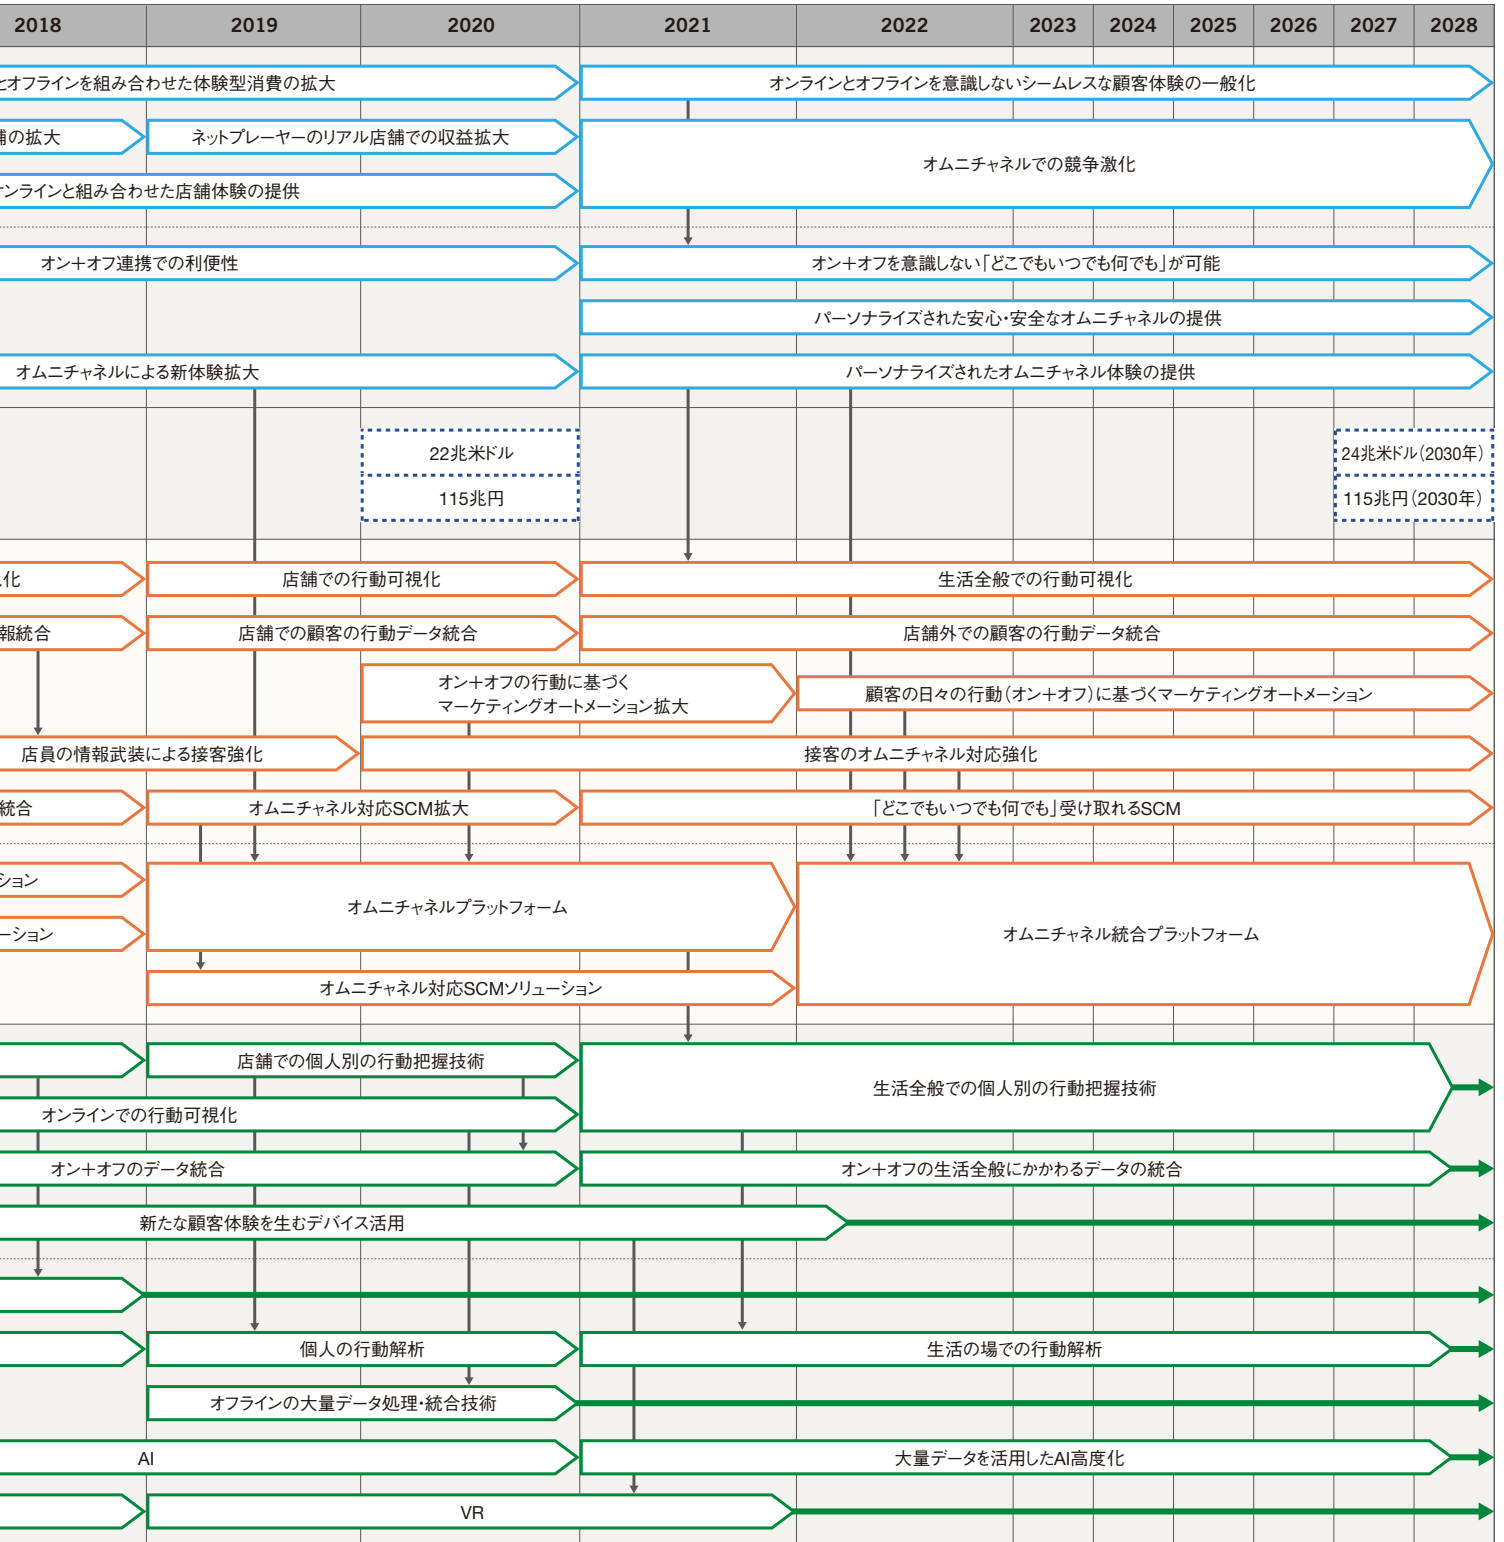 2018 2019 2020 2021 2022 2023 2024 2025 2026 2027 2028
とオフラインを組み合わせた体験型消費の拡大 オンラインとオフラインを意識しないシームレスな顧客体験の一般化
舗の拡大 ネットプレーヤーのリアル店舗での収益拡大
オムニチャネルでの競争激化
オンラインと組み合わせた店舗体験の提供
オン+オフ連携での利便性 オン+オフを意識しない「どこでもいつでも何でも」が可能
パーソナライズされた安心・安全なオムニチャネルの提供
オムニチャネルによる新体験拡大 パーソナライズされたオムニチャネル体験の提供
22兆米ドル 24兆米ドル(2030年)
115兆円 115兆円(2030年)
化 店舗での行動可視化 生活全般での行動可視化
報統合 店舗での顧客の行動データ統合 店舗外での顧客の行動データ統合
オン+オフの行動に基づく
マーケティングオートメーション拡大
顧客の日々の行動(オン+オフ)に基づくマーケティングオートメーション
店員の情報武装による接客強化 接客のオムニチャネル対応強化
統合 オムニチャネル対応SCM拡大 「どこでもいつでも何でも」受け取れるSCM
ション
オムニチャネルプラットフォーム
ーション
オムニチャネル統合プラットフォーム
オムニチャネル対応SCMソリューション
店舗での個人別の行動把握技術
生活全般での個人別の行動把握技術
オンラインでの行動可視化
オン+オフのデータ統合 オン+オフの生活全般にかかわるデータの統合
新たな顧客体験を生むデバイス活用
個人の行動解析 生活の場での行動解析
オフラインの大量データ処理・統合技術
AI 大量データを活用したAI高度化
VR